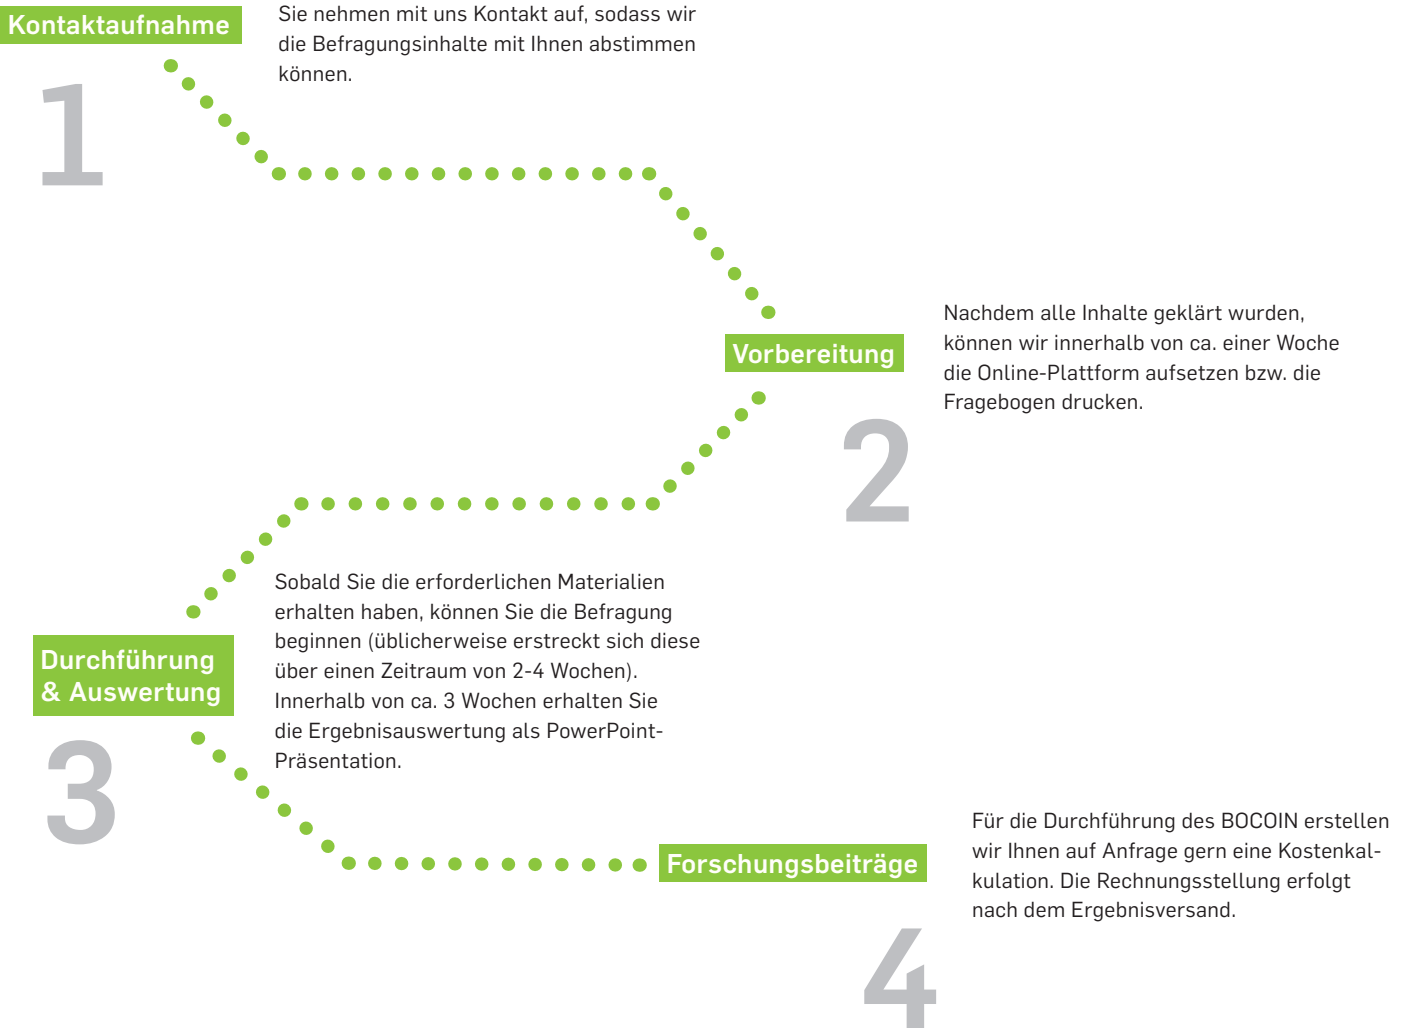 Kontaktaufnahme
1
Sie nehmen mit uns Kontakt auf, sodass wir
die Befragungsinhalte mit Ihnen abstimmen
können.
Vorbereitung
2
Nachdem alle Inhalte geklärt wurden,
können wir innerhalb von ca. einer Woche
die Online-Plattform aufsetzen bzw. die
Fragebogen drucken.
Durchführung
& Auswertung
3
Sobald Sie die erforderlichen Materialien
erhalten haben, können Sie die Befragung
beginnen (üblicherweise erstreckt sich diese
über einen Zeitraum von 2-4 Wochen).
Innerhalb von ca. 3 Wochen erhalten Sie
die Ergebnisauswertung als PowerPoint-
Präsentation.
Forschungsbeiträge
4
Für die Durchführung des BOCOIN erstellen
wir Ihnen auf Anfrage gern eine Kostenkal-
kulation. Die Rechnungsstellung erfolgt
nach dem Ergebnisversand.